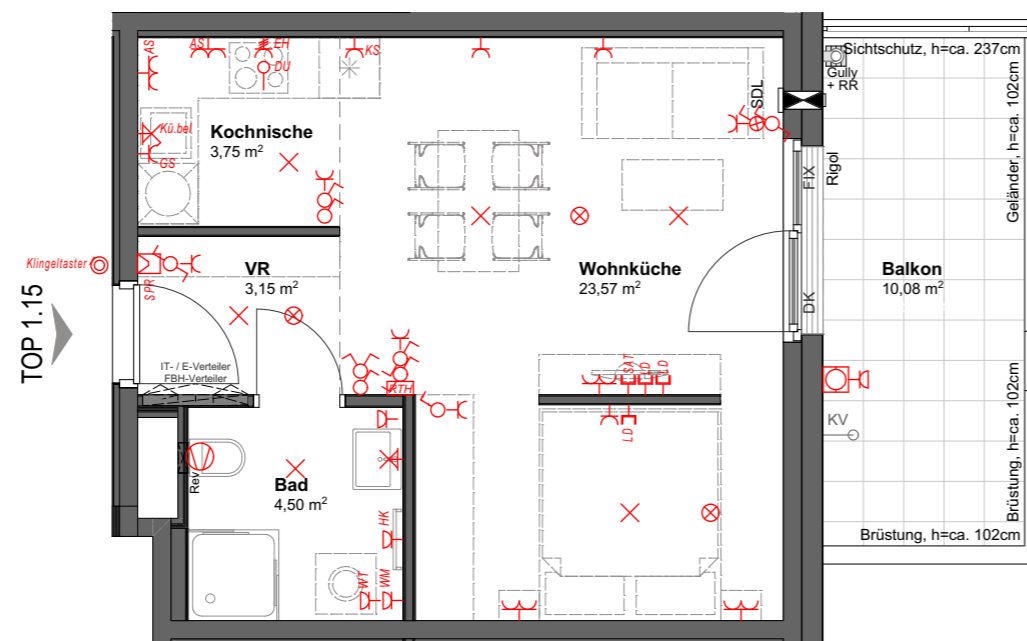 AS
AS
EH
DU
KS
Sichtschutz, h=ca. 237cm
Gully
+ RR
SDL
Geländer, h=ca. 102cm
Kochnische
3,75 m²
Kü.bel
GS
FIX
Rigol
Klingeltaster
SPR
VR
3,15 m²
Wohnküche
23,57 m²
Balkon
10,08 m²
DK
TOP 1.15
IT- / E-Verteiler
FBH-Verteiler
RTH
SAT
LD
LD
LD
KV
Rev
Bad
4,50 m²
HK
WT
WM
Brüstung, h=ca. 102cm
Brüstung, h=ca. 102cm